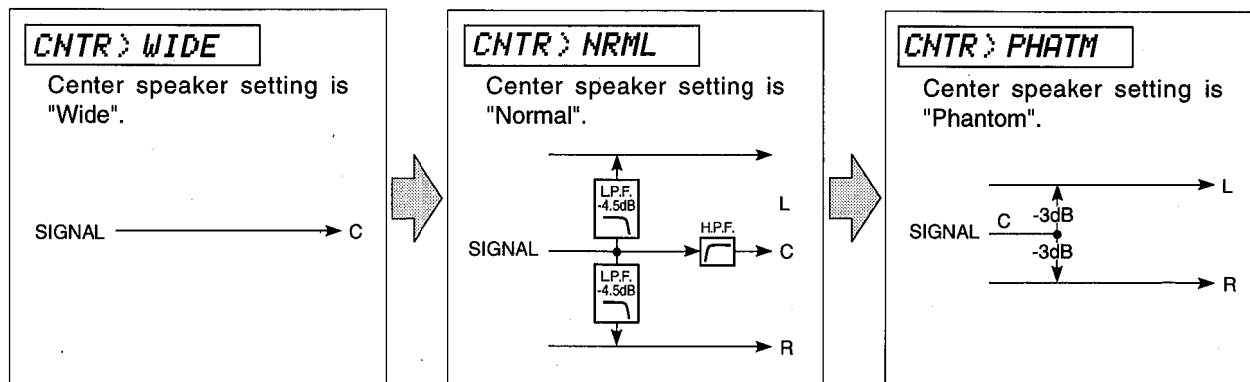 CNTR> WIDE
Center speaker setting is
"Wide".
SIGNAL
C
CNTR> NRML
Center speaker setting is
"Normal".
L.P.F.
-4.5dB
L
H.P.F.
SIGNAL
C
L.P.F.
-4.5dB
R
CNTR> PHATM
Center speaker setting is
"Phantom".
L
-3dB
C
SIGNAL
-3dB
R